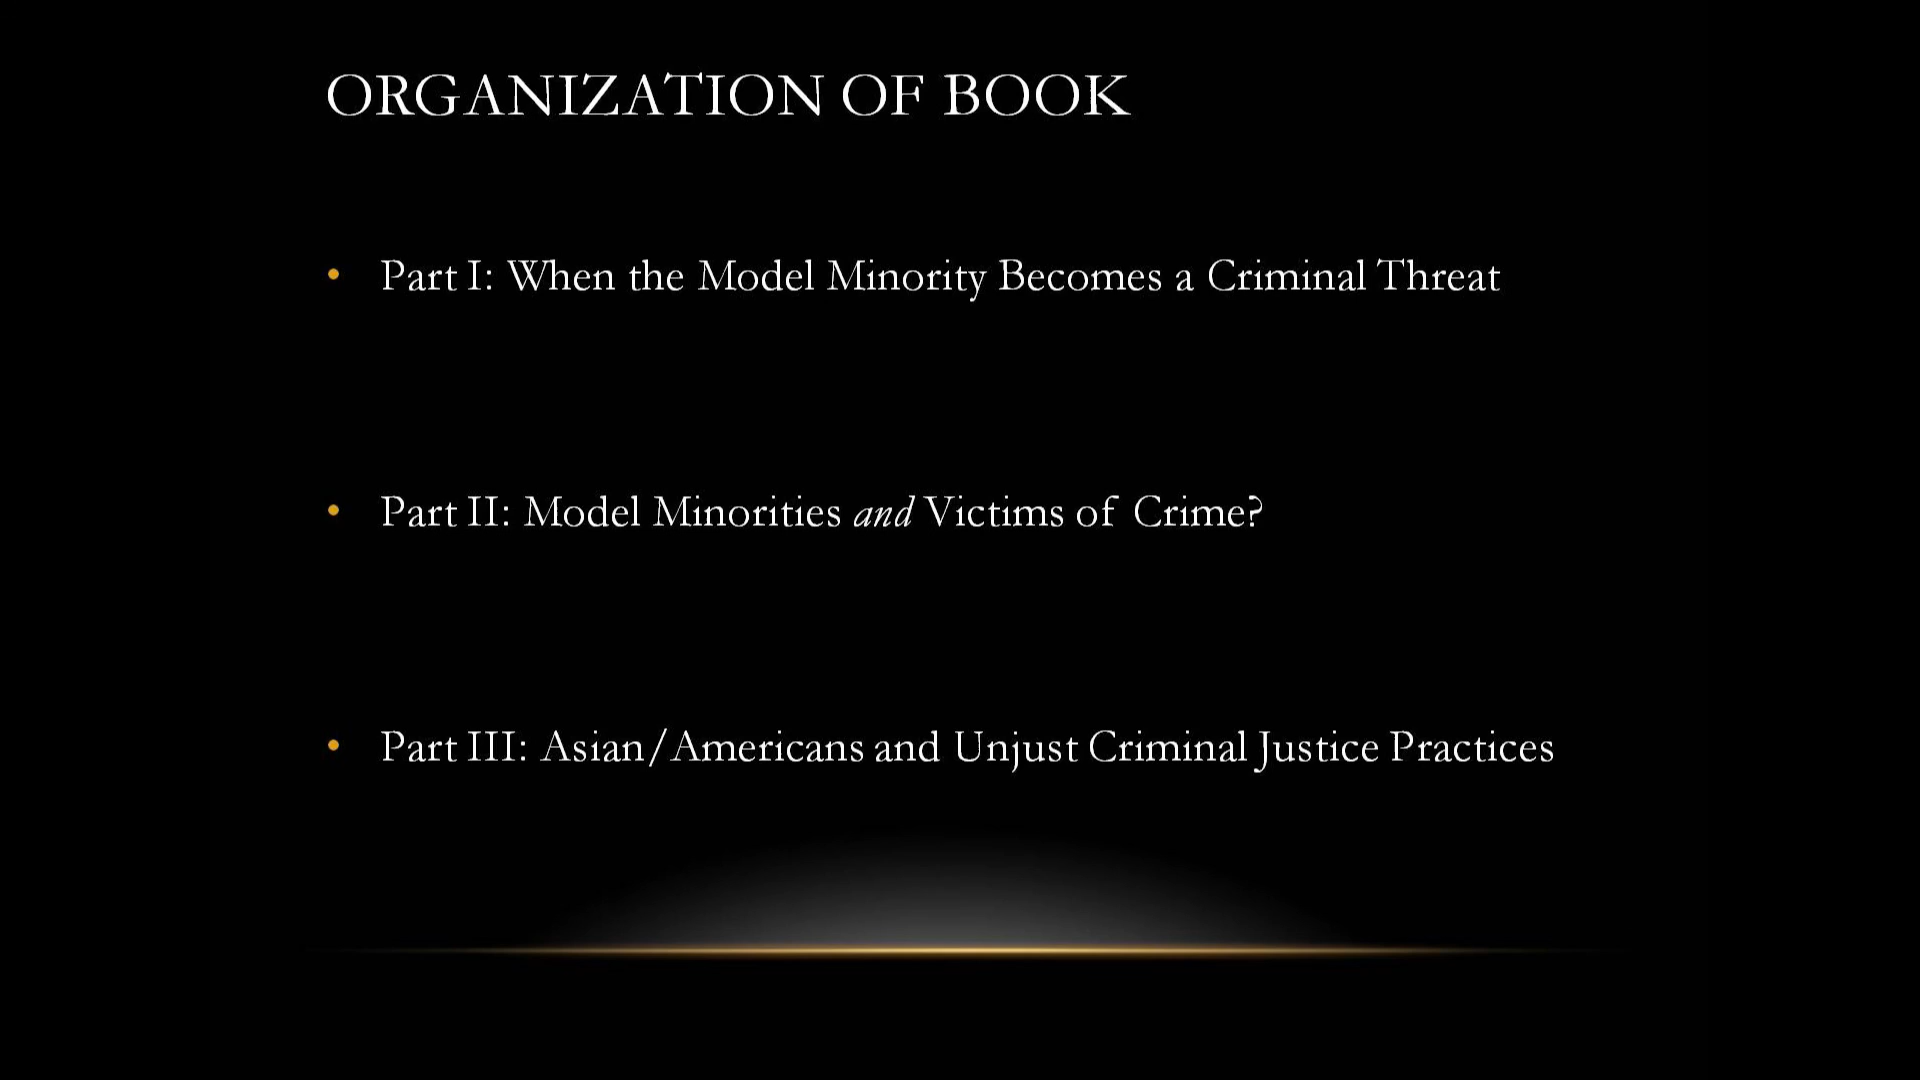 ORGANIZATION OF BOOK
• Part I: When the Model Minority Becomes a Criminal Threat
• Part II: Model Minorities and Victims of Crime?
• Part III: Asian/Americans and Unjust Criminal Justice Practices